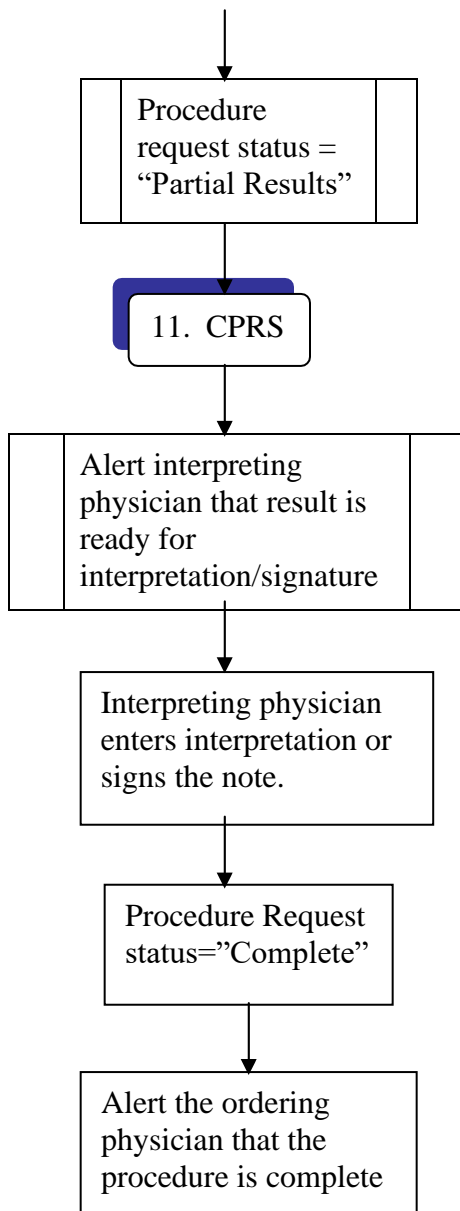 Procedure
request status =
“Partial Results”
11. CPRS
Alert interpreting
physician that result is
ready for
interpretation/signature
Interpreting physician
enters interpretation or
signs the note.
Procedure Request
status=”Complete”
Alert the ordering
physician that the
procedure is complete